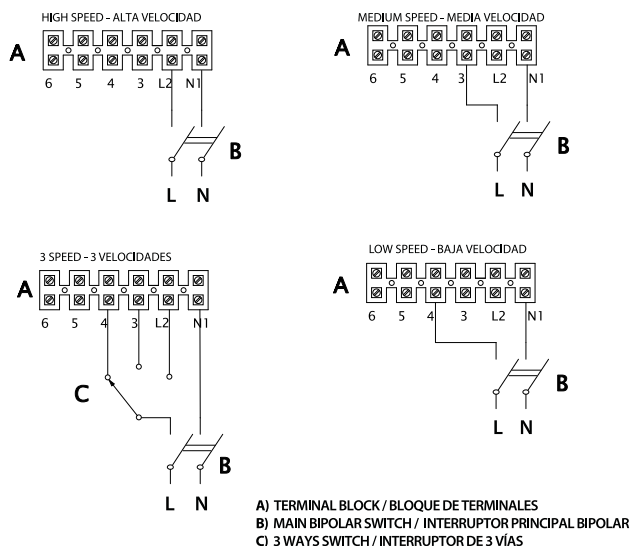 HIGH SPEED - ALTA VELOCIDAD
A
6 5 4 3 L2 N1
B
L N
MEDIUM SPEED - MEDIA VELOCIDAD
A
6 5 4 3 L2 N1
B
L N
3 SPEED - 3 VELOCIDADES
A
6 5 4 3 L2 N1
C
B
L N
LOW SPEED - BAJA VELOCIDAD
A
6 5 4 3 L2 N1
B
L N
A) TERMINAL BLOCK / BLOQUE DE TERMINALES
B) MAIN BIPOLAR SWITCH / INTERRUPTOR PRINCIPAL BIPOLAR
C) 3 WAYS SWITCH / INTERRUPTOR DE 3 VÍAS